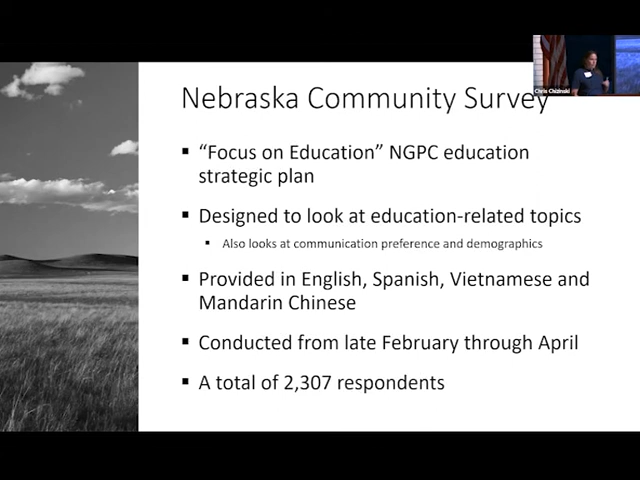 Chris Chizinski
Nebraska Community Survey
▪ “Focus on Education” NGPC education
strategic plan
▪ Designed to look at education-related topics
▪ Also looks at communication preference and demographics
▪ Provided in English, Spanish, Vietnamese and
Mandarin Chinese
▪ Conducted from late February through April
▪ A total of 2,307 respondents